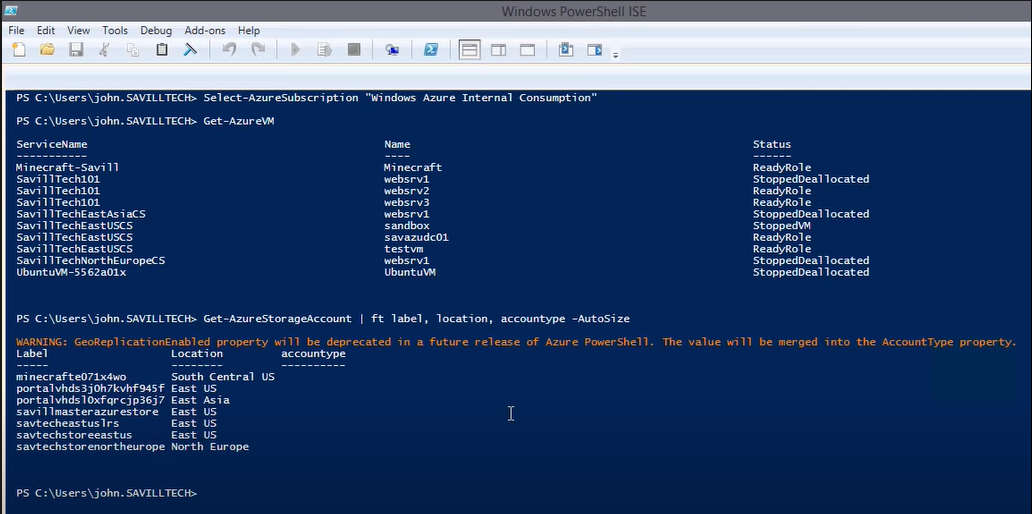 Windows PowerShell ISE
File Edit View Tools Debug Add-ons Help
PS C:\Users\john.SAVILLTECH> Select-AzureSubscription "Windows Azure Internal Consumption"
PS C:\Users\john.SAVILLTECH> Get-AzureVM
ServiceName Name Status
----------- ---- ------
Minecraft-Savill Minecraft ReadyRole
SavillTech101 websrv1 StoppedDeallocated
SavillTech101 websrv2 ReadyRole
SavillTech101 websrv3 ReadyRole
SavillTechEastAsiaCS websrv1 StoppedDeallocated
SavillTechEastUSCS sandbox StoppedVM
SavillTechEastUSCS savazudc01 ReadyRole
SavillTechEastUSCS testvm ReadyRole
SavillTechNorthEuropeCS websrv1 StoppedDeallocated
UbuntuVM-5562a01x UbuntuVM StoppedDeallocated
PS C:\Users\john.SAVILLTECH> Get-AzureStorageAccount | ft label, location, accountype -AutoSize
WARNING: GeoReplicationEnabled property will be deprecated in a future release of Azure PowerShell. The value will be merged into the AccountType property.
Label Location accountype
----- -------- ----------
minecrafte071x4wo South Central US
portalvhds3j0h7kvhf945f East US
portalvhdsl0xfqrcjp36j7 East Asia
savillmasterazurestore East US
savtecheastuslrs East US
savtechstoreeastus East US
savtechstorenortheurope North Europe
PS C:\Users\john.SAVILLTECH>